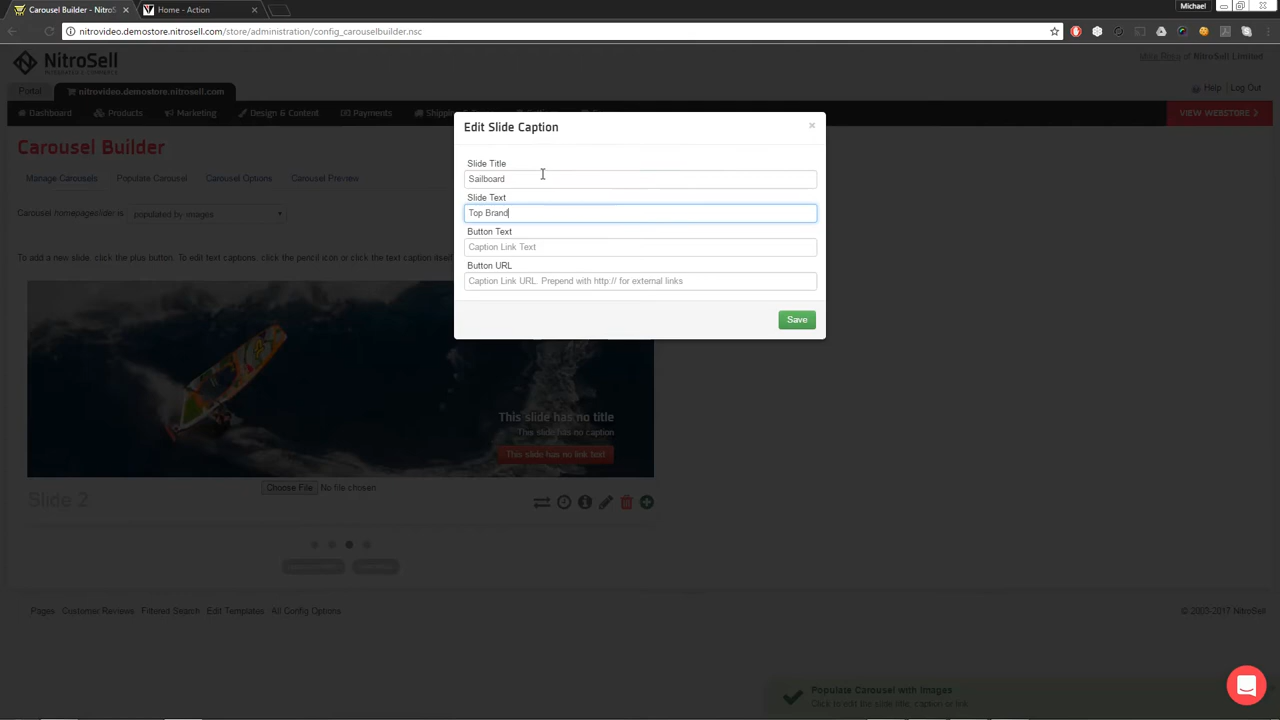 Carousel Builder - NitroS
Home - Action
Michael
nitrovideo.demostore.nitrosell.com/store/administration/config_carouselbuilder.nsc
NitroSell
of NitroSell Limited
Portal
nitrovideo.demostore.nitrosell.com
Help
Log Out
Dashboard
Products
Marketing
Design & Content
Payments
Shipping
VIEW WEBSTORE
Carousel Builder
Manage Carousels
Populate Carousel
Carousel Options
Carousel Preview
Carousel homepageslider is
populated by images
To add a new slide, click the plus button. To edit text captions, click the pencil icon or click the text caption itself
Edit Slide Caption
×
Slide Title
Sailboard
Slide Text
Top Brand
Button Text
Caption Link Text
Button URL
Caption Link URL. Prepend with http:// for external links
Save
This slide has no title
This slide has no caption
This slide has no link text
Slide 2
Choose File No file chosen
Pages
Customer Reviews
Filtered Search
Edit Templates
All Config Options
© 2003-2017 NitroSell
Populate Carousel with Images
Click to edit the slide title, caption or link